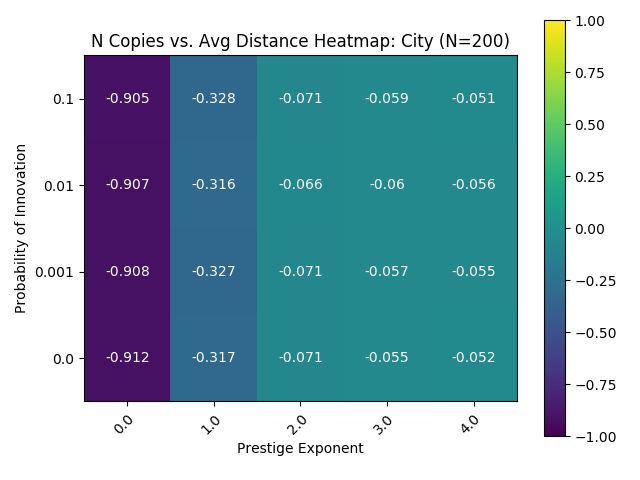 N Copies vs. Avg Distance Heatmap: City (N=200)
Probability of Innovation
0.1 -0.905 -0.328 -0.071 -0.059 -0.051
0.01 -0.907 -0.316 -0.066 -0.06 -0.056
0.001 -0.908 -0.327 -0.071 -0.057 -0.055
0.0 -0.912 -0.317 -0.071 -0.055 -0.052
0.0 1.0 2.0 3.0 4.0
Prestige Exponent
1.00
0.75
0.50
0.25
0.00
−0.25
−0.50
−0.75
−1.00